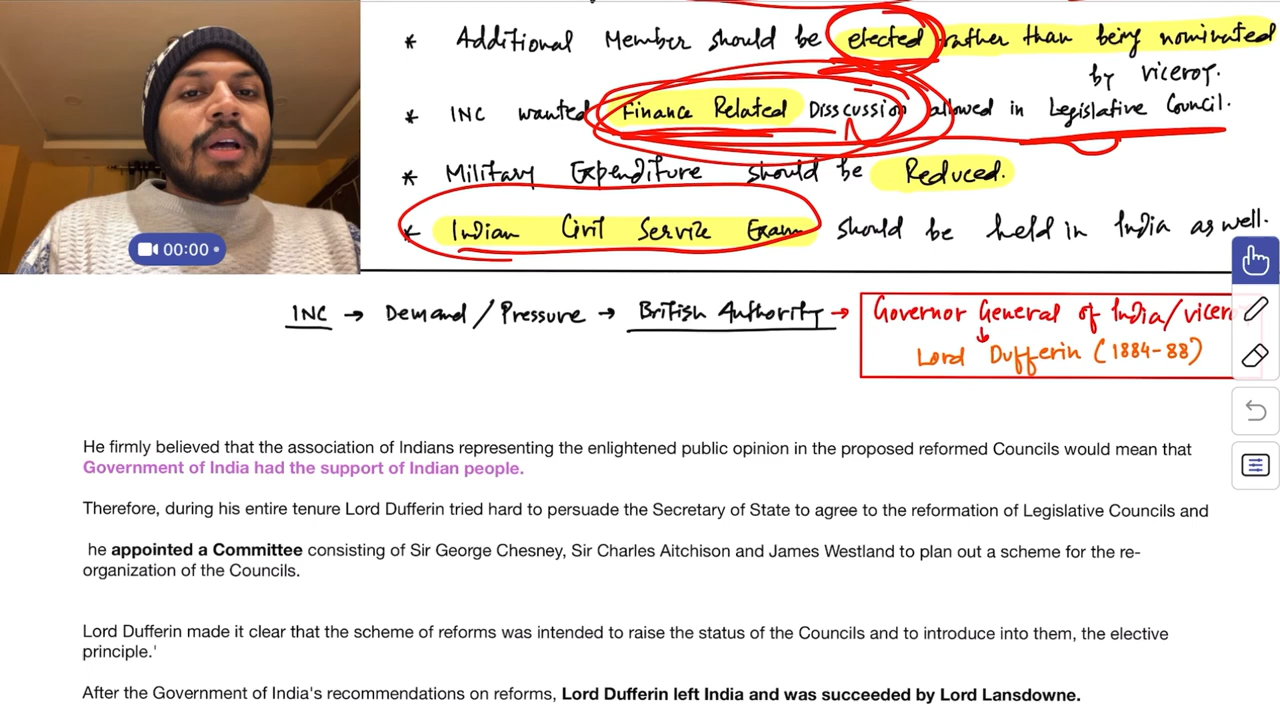 * Additional Member should be elected rather than being nominated
by viceroy.
* INC wanted Finance Related Disscussion allowed in Legislative Council.
* Military Expenditure should be Reduced.
* Indian Civil Service Exam should be held in India as well.
INC → Demand / Pressure → British Authority → Governor General of India/vicero
↓
Lord Dufferin (1884-88)
00:00
He firmly believed that the association of Indians representing the enlightened public opinion in the proposed reformed Councils would mean that
Government of India had the support of Indian people.
Therefore, during his entire tenure Lord Dufferin tried hard to persuade the Secretary of State to agree to the reformation of Legislative Councils and
he appointed a Committee consisting of Sir George Chesney, Sir Charles Aitchison and James Westland to plan out a scheme for the re-
organization of the Councils.
Lord Dufferin made it clear that the scheme of reforms was intended to raise the status of the Councils and to introduce into them, the elective
principle.'
After the Government of India's recommendations on reforms, Lord Dufferin left India and was succeeded by Lord Lansdowne.